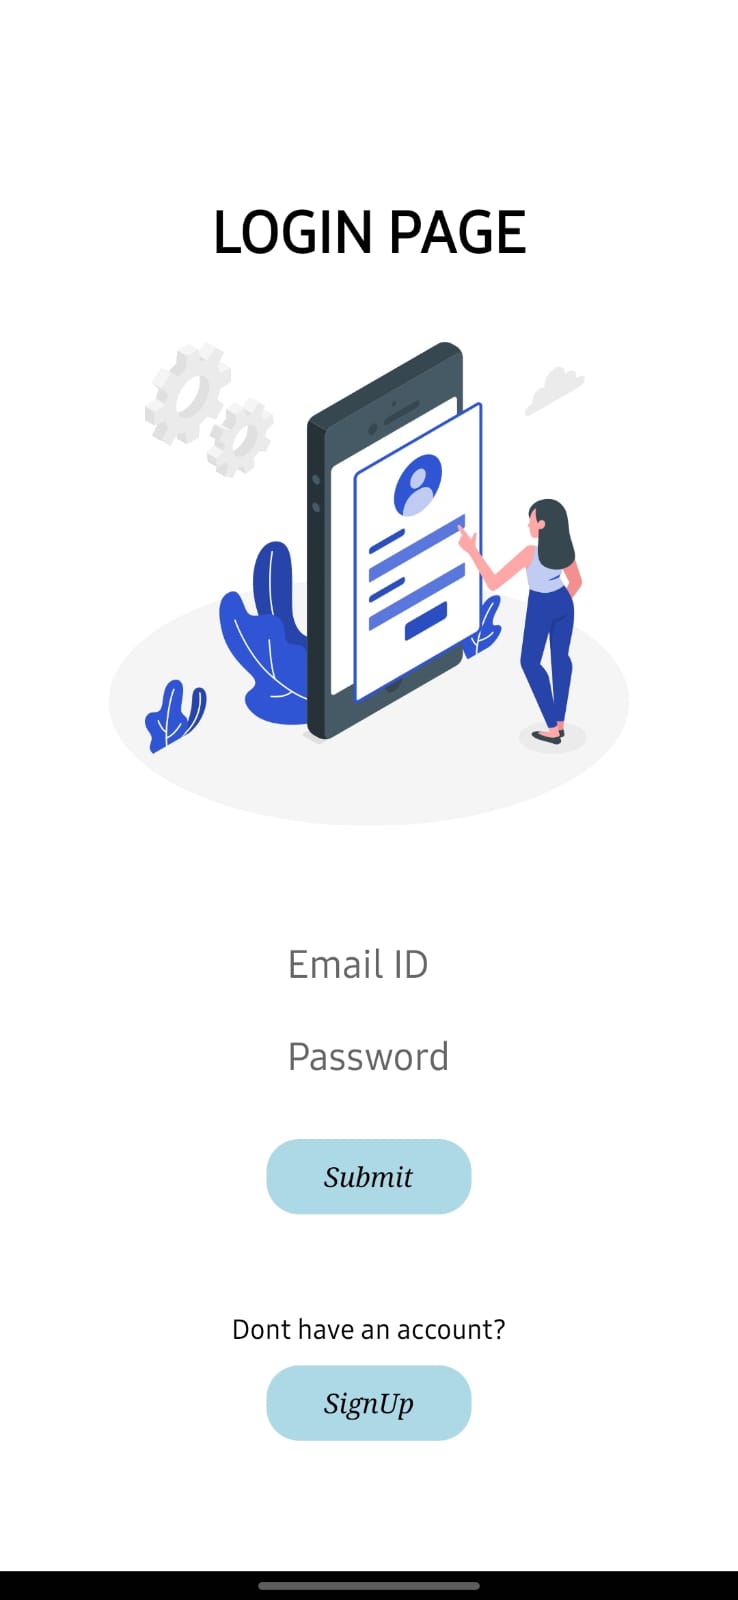 LOGIN PAGE
Email ID
Password
Submit
Dont have an account?
SignUp